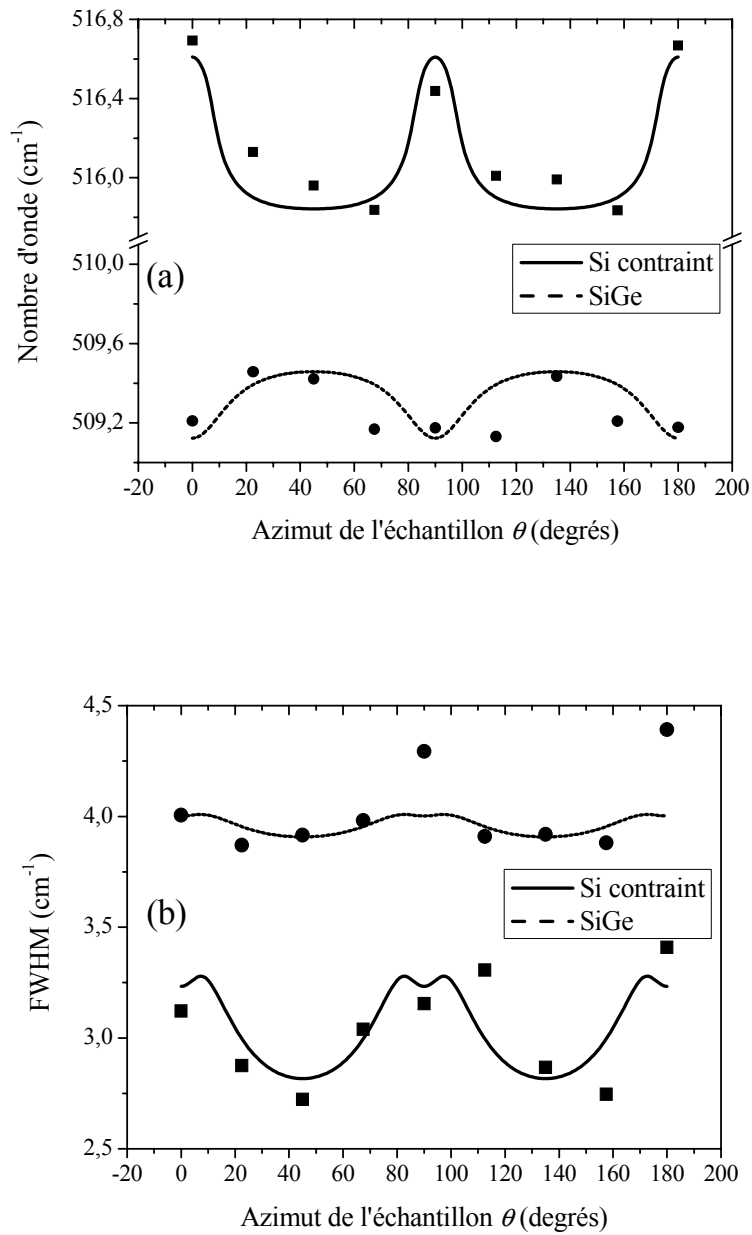 516,8
516,4
516,0
510,0
509,6
509,2
Nombre d'onde (cm-1)
(a)
Si contraint
SiGe
-20 0 20 40 60 80 100 120 140 160 180 200
Azimut de l'échantillon θ (degrés)
4,5
4,0
3,5
3,0
2,5
FWHM (cm-1)
(b)
Si contraint
SiGe
-20 0 20 40 60 80 100 120 140 160 180 200 220
Azimut de l'échantillon θ (degrés)